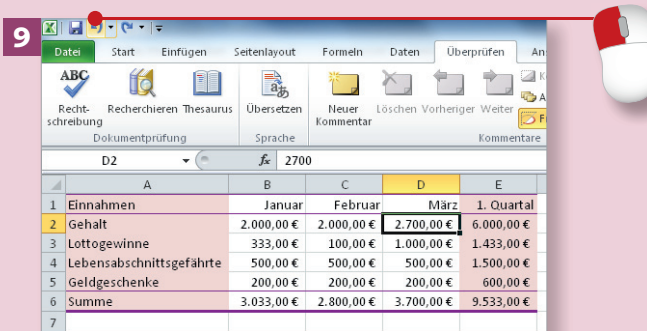 9
Datei Start Einfügen Seitenlayout Formeln Daten Überprüfen An
ABC
Recht- Recherchieren Thesaurus Übersetzen Neuer Löschen Vorheriger Weiter
schreibung Kommentar
Dokumentprüfung Sprache Kommentare
D2 fx 2700
A B C D E
1 Einnahmen Januar Februar März 1. Quartal
2 Gehalt 2.000,00 € 2.000,00 € 2.700,00 € 6.000,00 €
3 Lottogewinne 333,00 € 100,00 € 1.000,00 € 1.433,00 €
4 Lebensabschnittsgefährte 500,00 € 500,00 € 500,00 € 1.500,00 €
5 Geldgeschenke 200,00 € 200,00 € 200,00 € 600,00 €
6 Summe 3.033,00 € 2.800,00 € 3.700,00 € 9.533,00 €
7